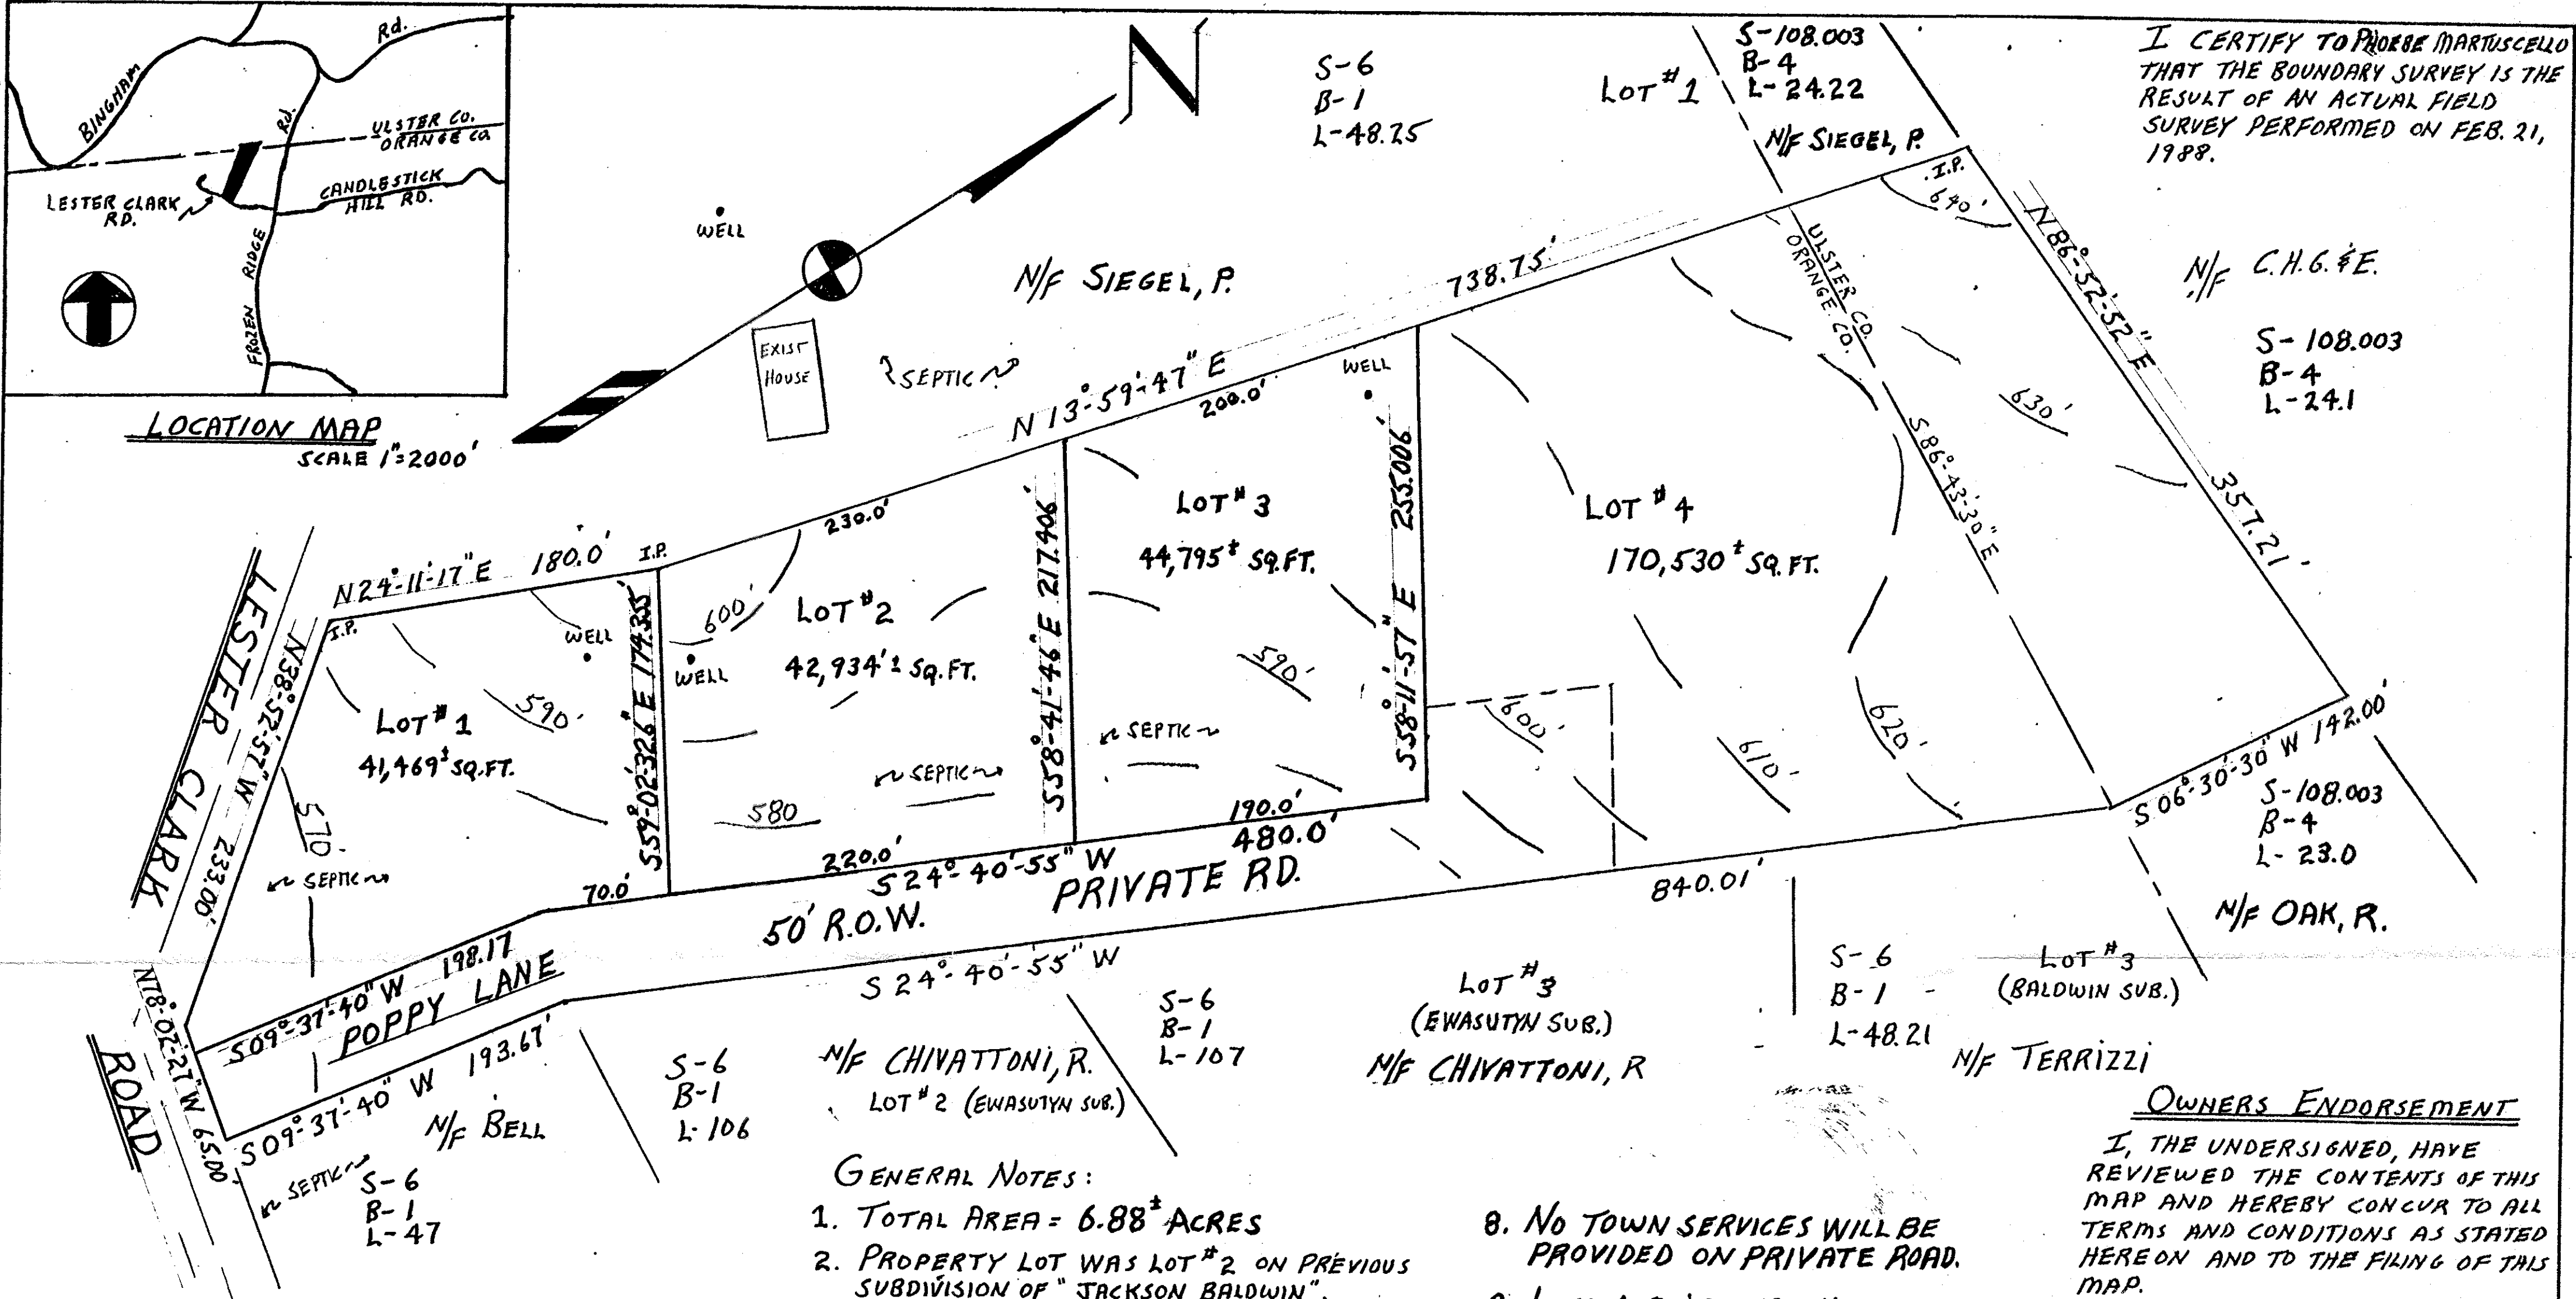 BINGHAM
Rd.
Rd.
ULSTER CO.
ORANGE CO
LESTER CLARK
RD.
CANDLESTICK
HILL RD.
FROZEN RIDGE
LOCATION MAP
SCALE 1"=2000'
N
S-6
B-1
L-48.25
LOT #1
S-108.003
B-4
L-24.22
N/F SIEGEL, P.
I CERTIFY TO PHOEBE MARTUSCELLO
THAT THE BOUNDARY SURVEY IS THE
RESULT OF AN ACTUAL FIELD
SURVEY PERFORMED ON FEB. 21,
1988.
WELL
N/F SIEGEL, P.
EXIST
HOUSE
SEPTIC
I.P.
640'
N86°-52'-52" E
357.21'
N/F C.H.G. & E.
S-108.003
B-4
L-24.1
738.75'
N 13°-59'-47" E
200.0'
230.0'
WELL
ULSTER CO.
ORANGE CO.
S86°-43'-30" E
630'
LESTER CLARK
ROAD
N24°-11'-17" E 180.0'
I.P.
I.P.
N38°-52'-57" W 233.00'
WELL
LOT #1
41,469± SQ.FT.
590'
570'
SEPTIC
S59°-02'-32.6" E 174.355'
600'
WELL
LOT #2
42,934'± SQ.FT.
580
SEPTIC
S58°-41'-46" E 217.406'
LOT #3
44,795± SQ.FT.
590'
SEPTIC
S58°-11'-57" E 255.006'
LOT #4
170,530± SQ.FT.
600'
610'
620'
S 06°-30'-30" W 142.00'
70.0'
220.0'
190.0'
S24°-40'-55" W
480.0'
50' R.O.W.
PRIVATE RD.
840.01'
S 24°-40'-55" W
S09°-37'-40" W 198.17
POPPY LANE
S09°-37'-40" W 193.67'
N78°-02'-27" W 65.00
SEPTIC
N/F BELL
S-6
B-1
L-47
S-6
B-1
L-106
N/F CHIVATTONI, R.
LOT #2 (EWASUTYN SUB.)
S-6
B-1
L-107
LOT #3
(EWASUTYN SUB.)
N/F CHIVATTONI, R
S-6
B-1
L-48.21
LOT #3
(BALDWIN SUB.)
N/F TERRIZZI
S-108.003
B-4
L-23.0
N/F OAK, R.
GENERAL NOTES:
1. TOTAL AREA = 6.88± ACRES
2. PROPERTY LOT WAS LOT #2 ON PREVIOUS
SUBDIVISION OF "JACKSON BALDWIN".
8. NO TOWN SERVICES WILL BE
PROVIDED ON PRIVATE ROAD.
OWNERS ENDORSEMENT
I, THE UNDERSIGNED, HAVE
REVIEWED THE CONTENTS OF THIS
MAP AND HEREBY CONCUR TO ALL
TERMS AND CONDITIONS AS STATED
HEREON AND TO THE FILING OF THIS
MAP.